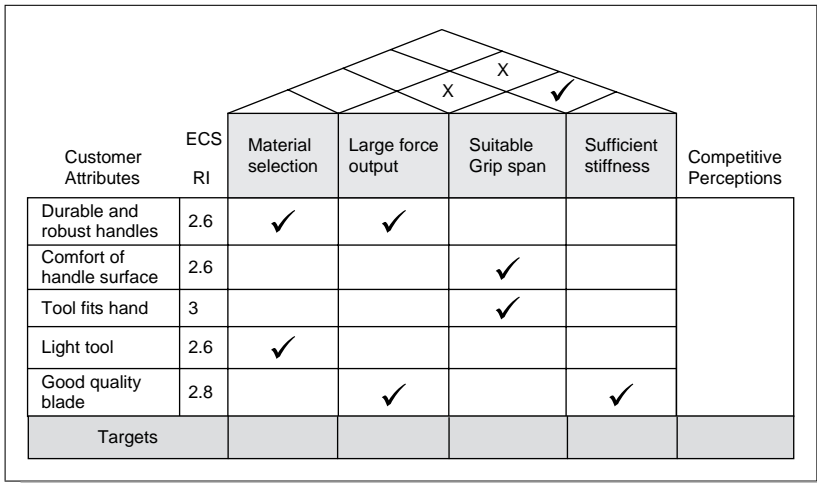 X
X ✓
Customer
Attributes
ECS
RI
Material
selection
Large force
output
Suitable
Grip span
Sufficient
stiffness
Competitive
Perceptions
Durable and
robust handles
2.6 ✓ ✓
Comfort of
handle surface
2.6 ✓
Tool fits hand 3 ✓
Light tool 2.6 ✓
Good quality
blade
2.8 ✓ ✓
Targets